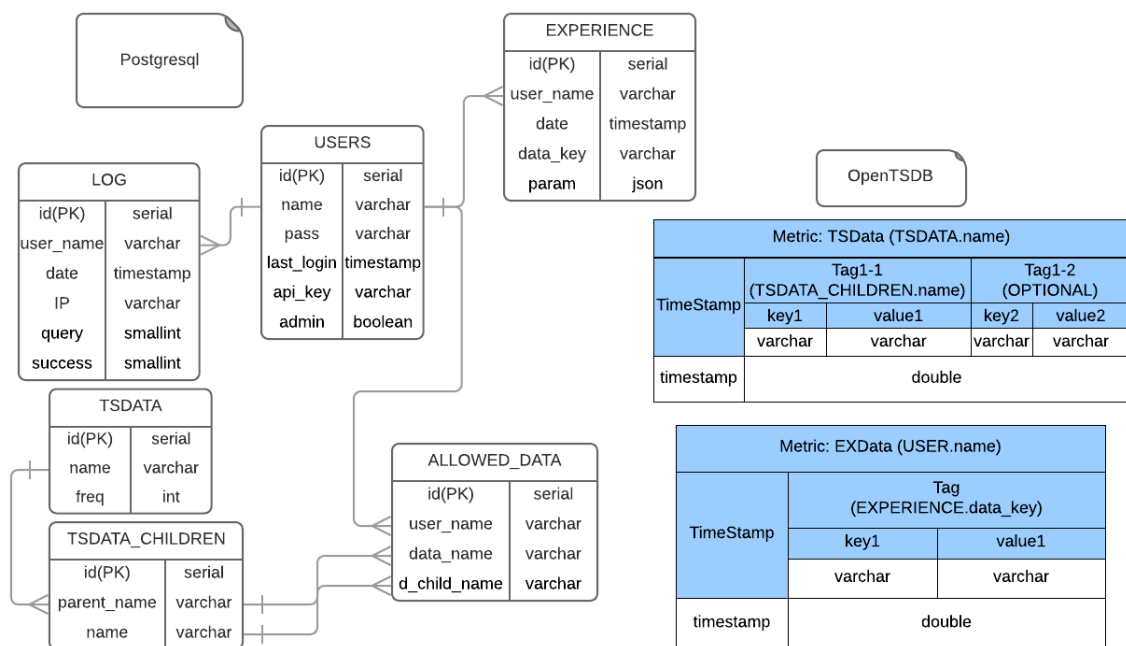 Postgresql
EXPERIENCE
id(PK) serial
user_name varchar
date timestamp
data_key varchar
param json
USERS
id(PK) serial
name varchar
pass varchar
last_login timestamp
api_key varchar
admin boolean
LOG
id(PK) serial
user_name varchar
date timestamp
IP varchar
query smallint
success smallint
TSDATA
id(PK) serial
name varchar
freq int
TSDATA_CHILDREN
id(PK) serial
parent_name varchar
name varchar
ALLOWED_DATA
id(PK) serial
user_name varchar
data_name varchar
d_child_name varchar
OpenTSDB
Metric: TSData (TSDATA.name)
TimeStamp
Tag1-1
(TSDATA_CHILDREN.name)
Tag1-2
(OPTIONAL)
key1 value1 key2 value2
varchar varchar varchar varchar
timestamp double
Metric: EXData (USER.name)
TimeStamp
Tag
(EXPERIENCE.data_key)
key1 value1
varchar varchar
timestamp double